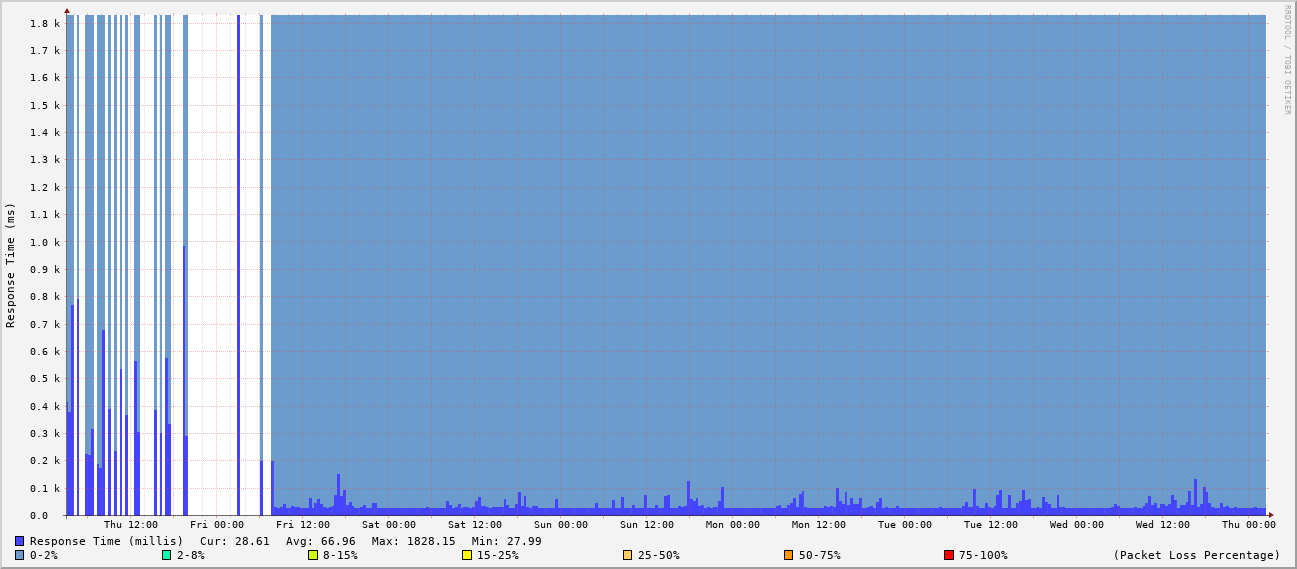 RRDTOOL / TOBI OETIKER
Response Time (ms)
1.8 k
1.7 k
1.6 k
1.5 k
1.4 k
1.3 k
1.2 k
1.1 k
1.0 k
0.9 k
0.8 k
0.7 k
0.6 k
0.5 k
0.4 k
0.3 k
0.2 k
0.1 k
0.0
Thu 12:00 Fri 00:00 Fri 12:00 Sat 00:00 Sat 12:00 Sun 00:00 Sun 12:00 Mon 00:00 Mon 12:00 Tue 00:00 Tue 12:00 Wed 00:00 Wed 12:00 Thu 00:00
Response Time (millis) Cur: 28.61 Avg: 66.96 Max: 1828.15 Min: 27.99
0-2% 2-8% 8-15% 15-25% 25-50% 50-75% 75-100% (Packet Loss Percentage)